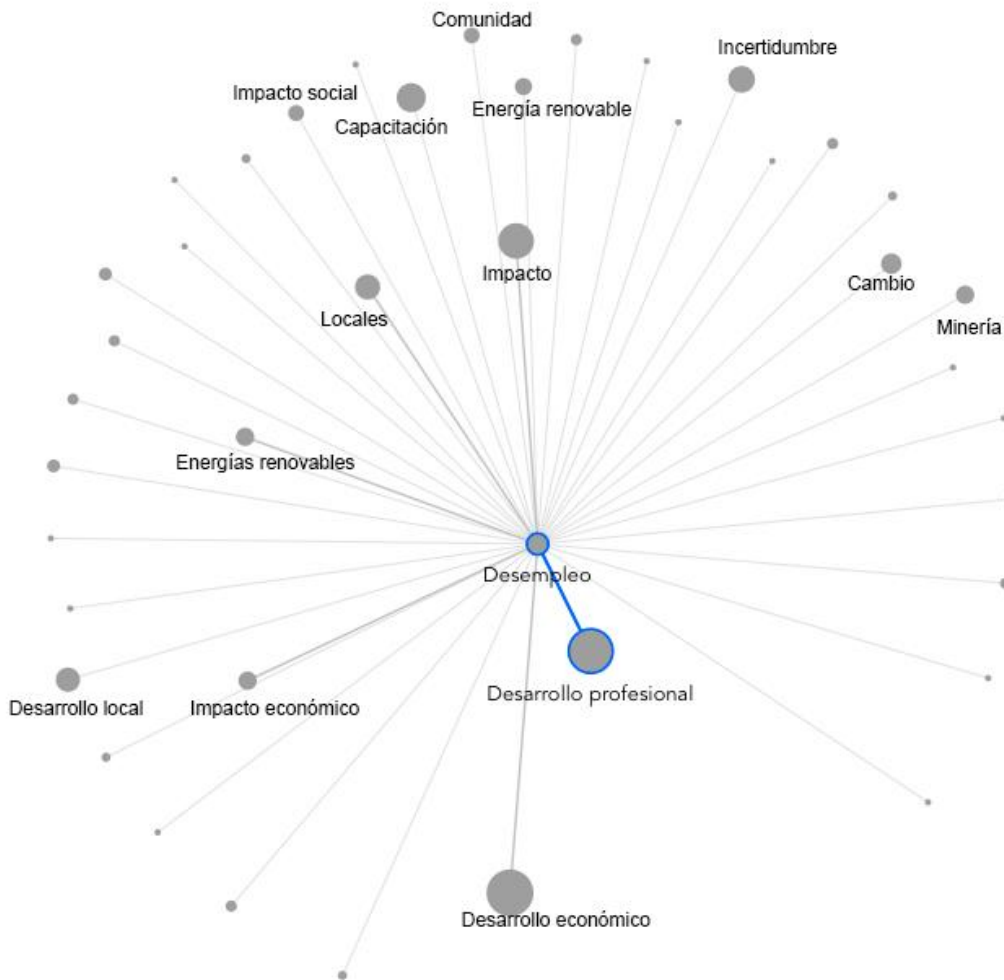 Comunidad
Incertidumbre
Impacto social
Energía renovable
Capacitación
Impacto
Cambio
Locales
Minería
Energías renovables
Desempleo
Desarrollo profesional
Desarrollo local
Impacto económico
Desarrollo económico